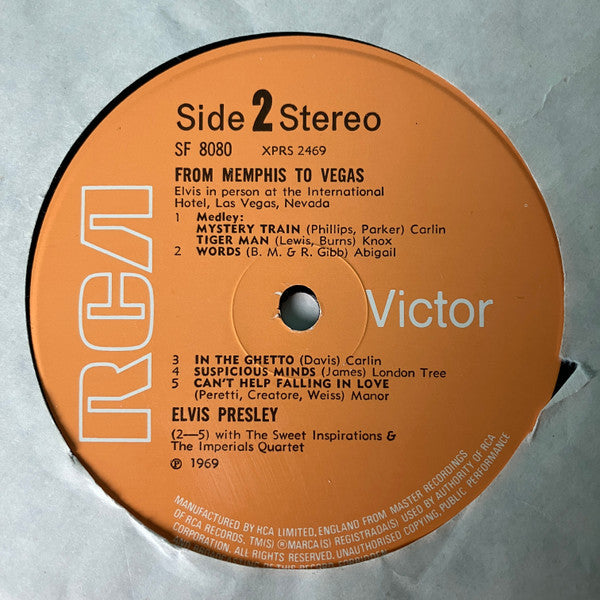 Side 2 Stereo
SF 8080 XPRS 2469
FROM MEMPHIS TO VEGAS
Elvis in person at the International
Hotel, Las Vegas, Nevada
1 Medley:
MYSTERY TRAIN (Phillips, Parker) Carlin
TIGER MAN (Lewis, Burns) Knox
2 WORDS (B. M. & R. Gibb) Abigail
RCA
Victor
3 IN THE GHETTO (Davis) Carlin
4 SUSPICIOUS MINDS (James) London Tree
5 CAN'T HELP FALLING IN LOVE
(Peretti, Creatore, Weiss) Manor
ELVIS PRESLEY
(2—5) with The Sweet Inspirations &
The Imperials Quartet
℗ 1969
MANUFACTURED BY RCA LIMITED, ENGLAND FROM MASTER RECORDINGS
OF RCA RECORDS. TM(S) ® MARCA(S) REGISTRADA(S) USED BY AUTHORITY OF RCA
CORPORATION. ALL RIGHTS RESERVED. UNAUTHORISED COPYING, PUBLIC PERFORMANCE
OF THIS RECORD FORBIDDEN